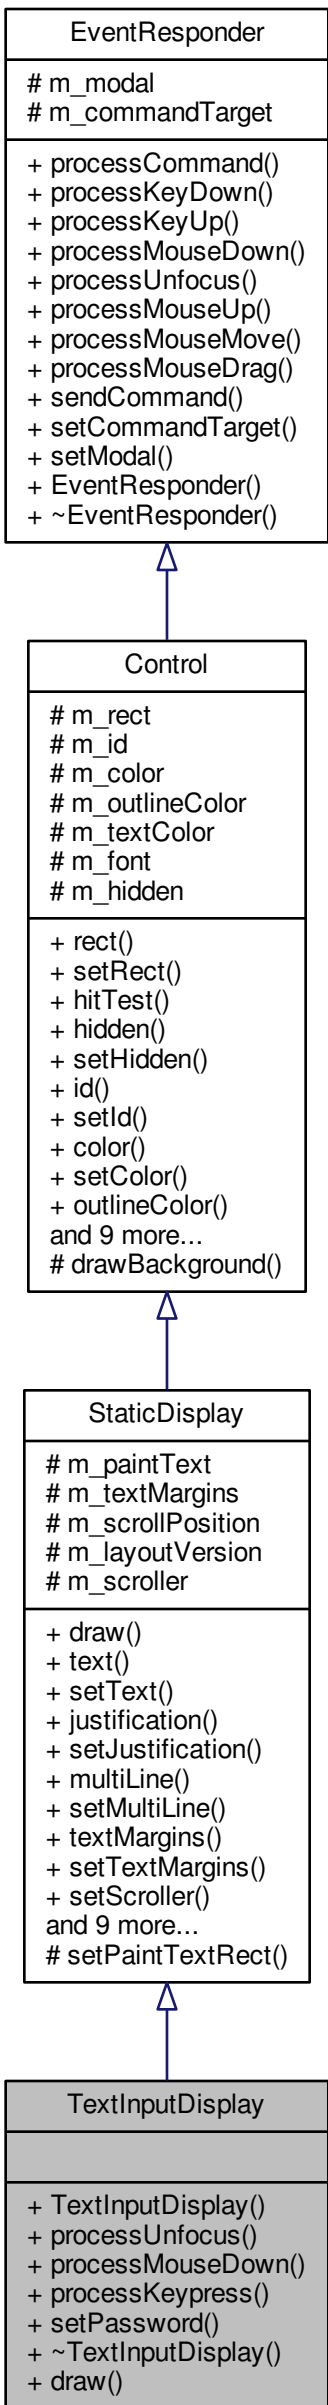 EventResponder
# m_modal
# m_commandTarget
+ processCommand()
+ processKeyDown()
+ processKeyUp()
+ processMouseDown()
+ processUnfocus()
+ processMouseUp()
+ processMouseMove()
+ processMouseDrag()
+ sendCommand()
+ setCommandTarget()
+ setModal()
+ EventResponder()
+ ~EventResponder()
Control
# m_rect
# m_id
# m_color
# m_outlineColor
# m_textColor
# m_font
# m_hidden
+ rect()
+ setRect()
+ hitTest()
+ hidden()
+ setHidden()
+ id()
+ setId()
+ color()
+ setColor()
+ outlineColor()
and 9 more...
# drawBackground()
StaticDisplay
# m_paintText
# m_textMargins
# m_scrollPosition
# m_layoutVersion
# m_scroller
+ draw()
+ text()
+ setText()
+ justification()
+ setJustification()
+ multiLine()
+ setMultiLine()
+ textMargins()
+ setTextMargins()
+ setScroller()
and 9 more...
# setPaintTextRect()
TextInputDisplay
+ TextInputDisplay()
+ processUnfocus()
+ processMouseDown()
+ processKeypress()
+ setPassword()
+ ~TextInputDisplay()
+ draw()